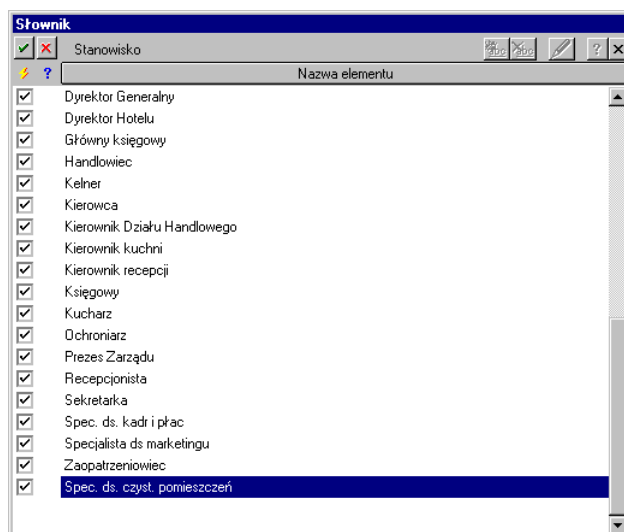 Słownik
Stanowisko
Nazwa elementu
Dyrektor Generalny
Dyrektor Hotelu
Główny księgowy
Handlowiec
Kelner
Kierowca
Kierownik Działu Handlowego
Kierownik kuchni
Kierownik recepcji
Księgowy
Kucharz
Ochroniarz
Prezes Zarządu
Recepcjonista
Sekretarka
Spec. ds. kadr i płac
Specjalista ds marketingu
Zaopatrzeniowiec
Spec. ds. czyst. pomieszczeń